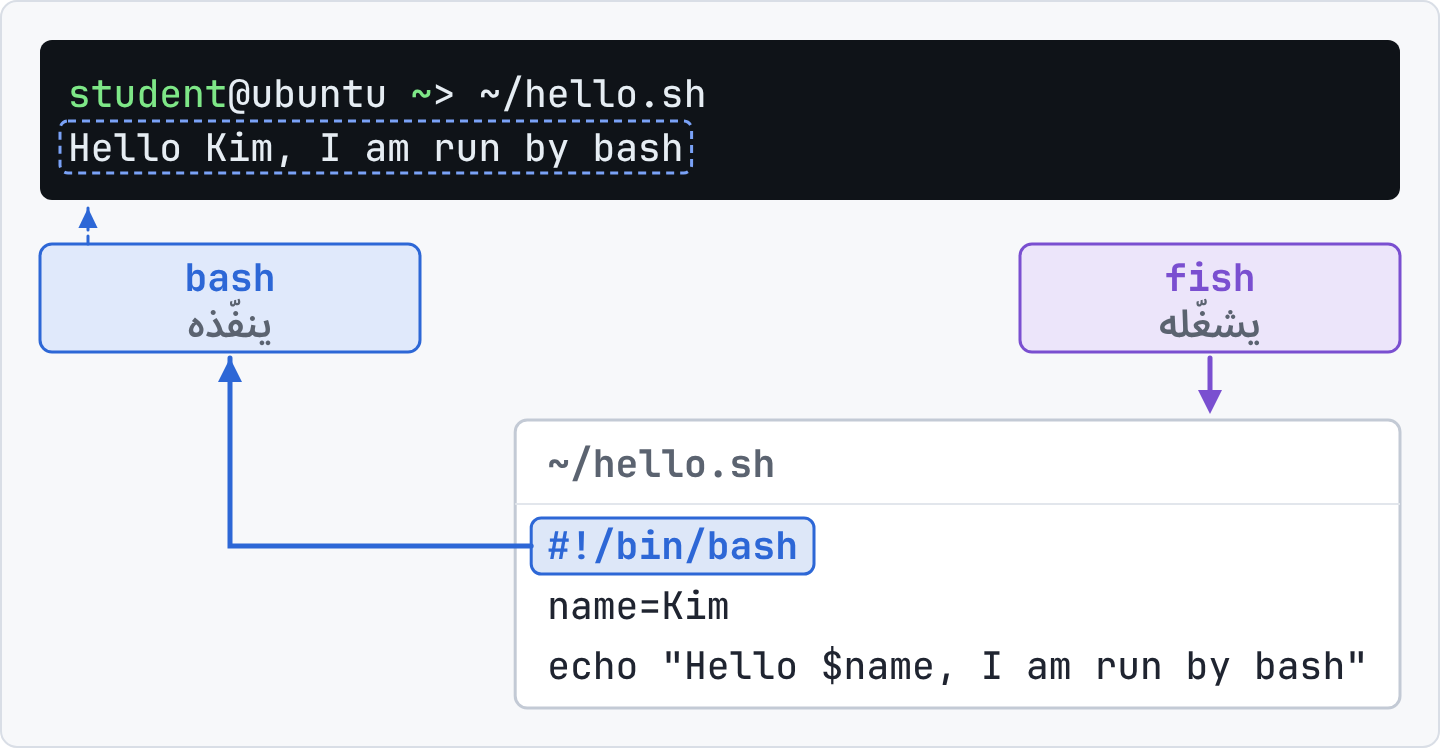 student@ubuntu ~> ~/hello.sh
Hello Kim, I am run by bash
bash
ينفّذه
fish
يشغّله
~/hello.sh
#!/bin/bash
name=Kim
echo "Hello $name, I am run by bash"